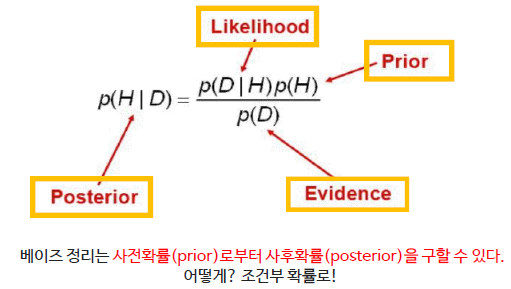 Likelihood
Prior
p(H | D) = p(D | H)p(H) / p(D)
Posterior
Evidence
베이즈 정리는 사전확률(prior)로부터 사후확률(posterior)을 구할 수 있다.
어떻게? 조건부 확률로!